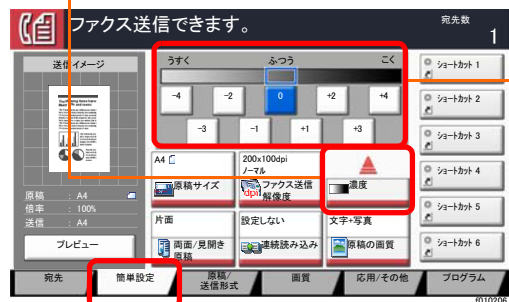 ファクス送信できます。
宛先数
1
送信イメージ
うすく
ふつう
こく
-4
-2
0
+2
+4
-3
-1
+1
+3
ショートカット 1
ショートカット 2
ショートカット 3
ショートカット 4
ショートカット 5
ショートカット 6
原稿 : A4
倍率 : 100%
送信 : A4
プレビュー
A4
原稿サイズ
200x100dpi
ノーマル
ファクス送信
解像度
濃度
片面
両面/見開き
原稿
設定しない
連続読み込み
文字+写真
原稿の画質
宛先
簡単設定
原稿/
送信形式
画質
応用/その他
プログラム
f010206